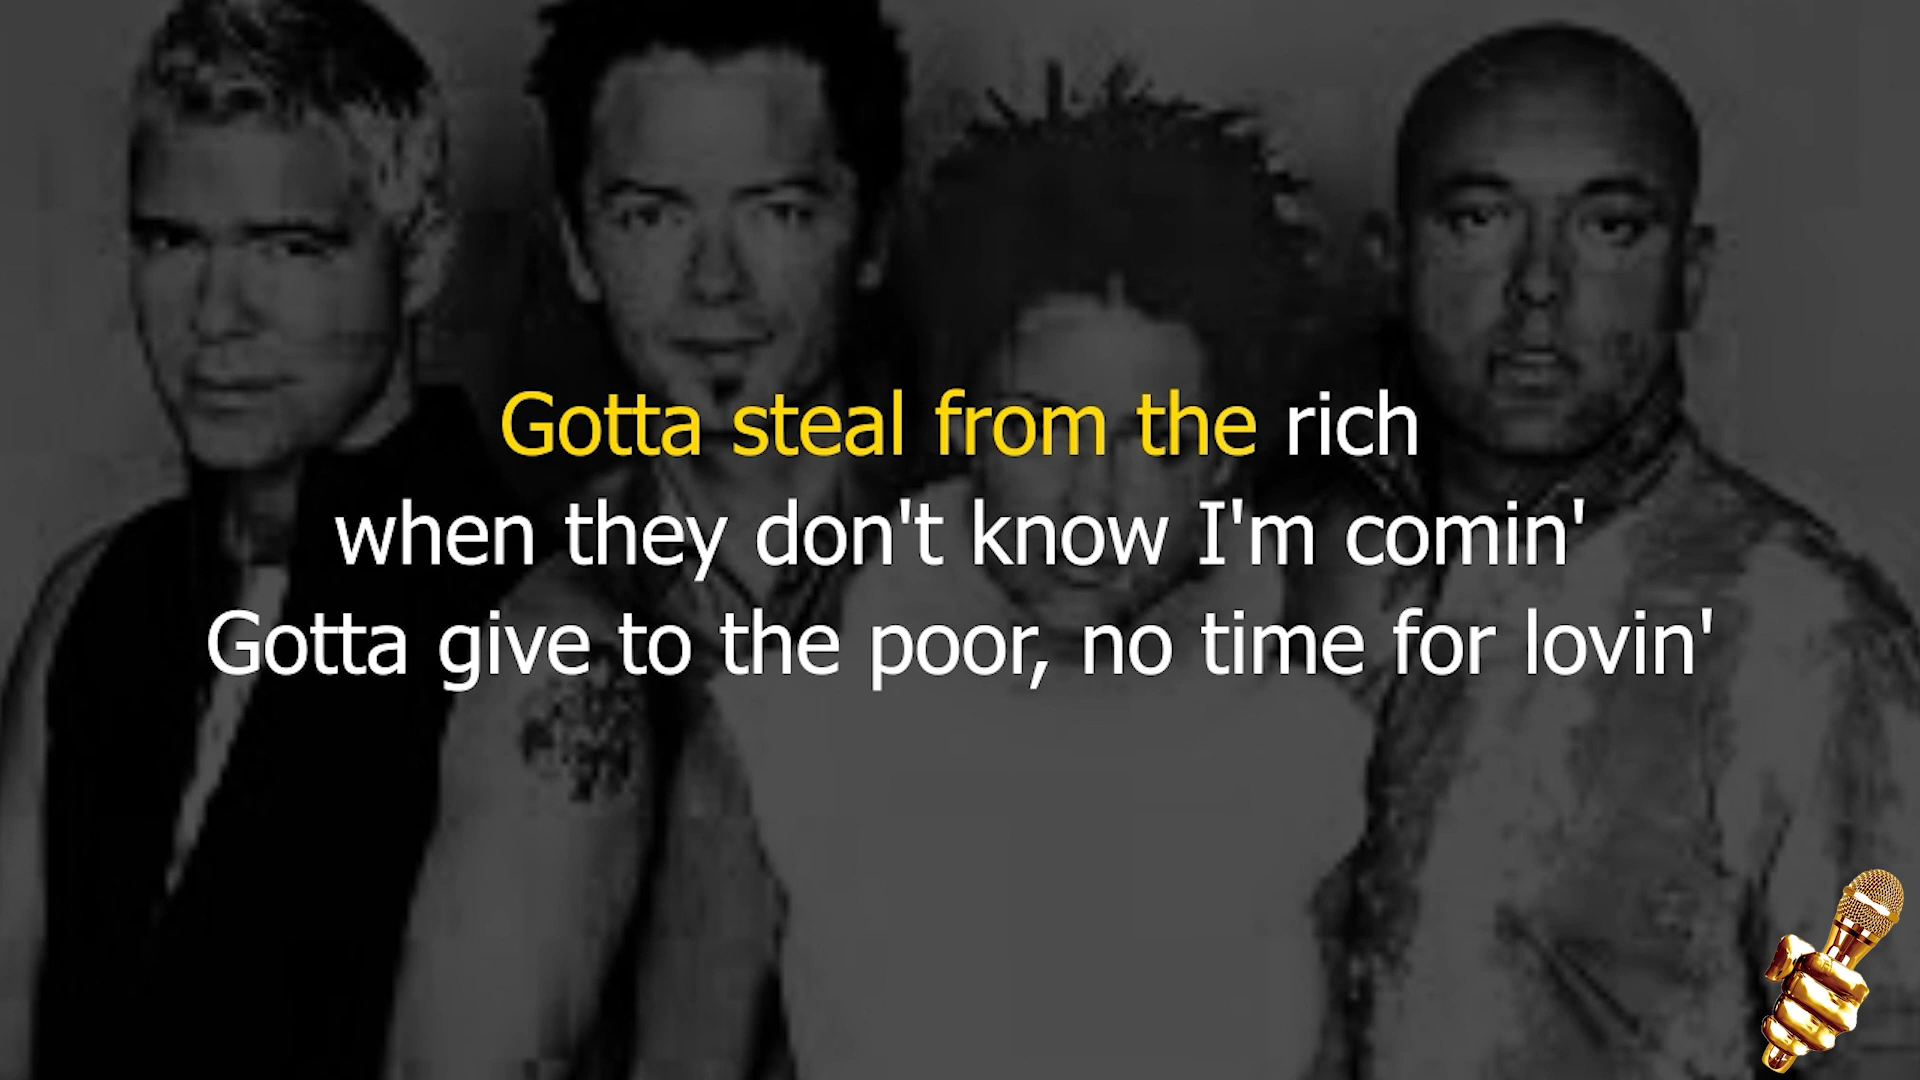 Gotta steal from the rich
when they don't know I'm comin'
Gotta give to the poor, no time for lovin'